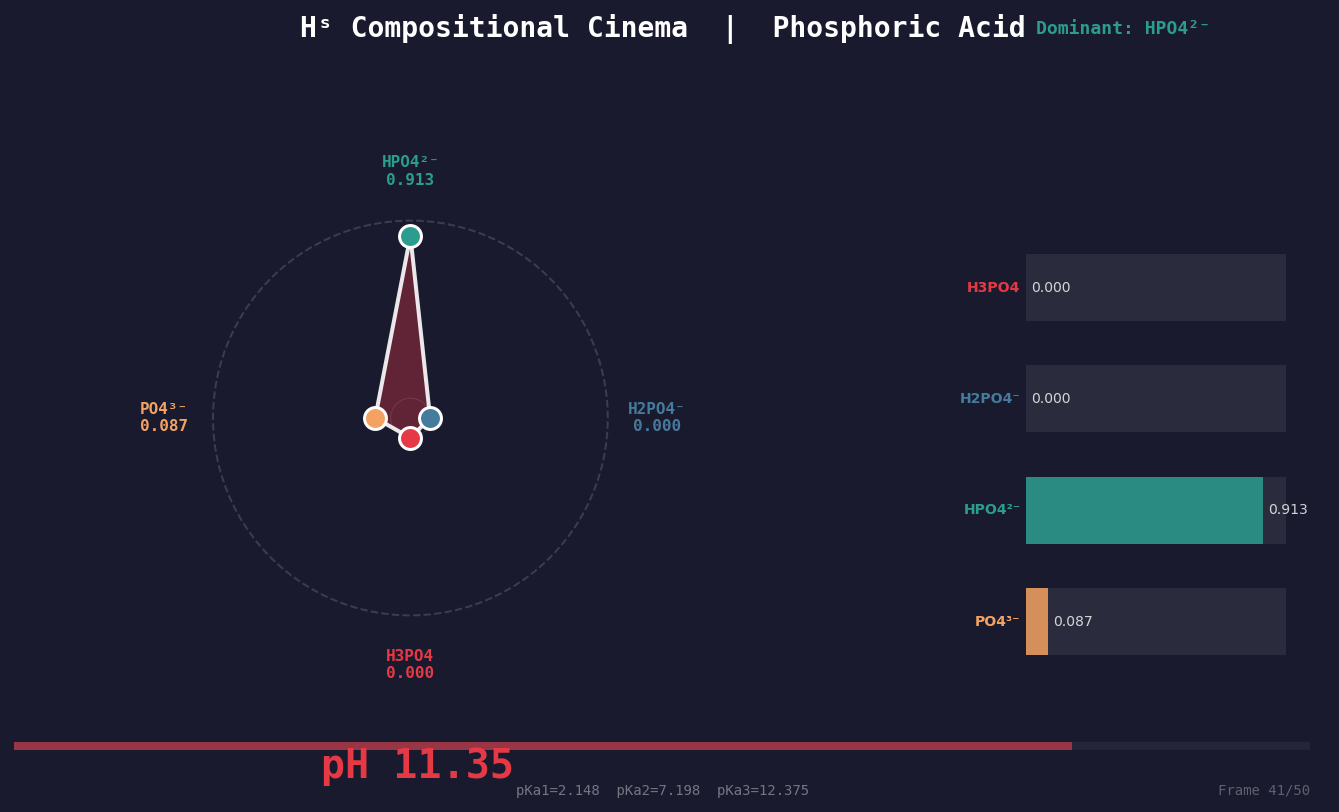 Hˢ Compositional Cinema | Phosphoric Acid
Dominant: HPO4²⁻
HPO4²⁻
0.913
PO4³⁻
0.087
H2PO4⁻
0.000
H3PO4
0.000
H3PO4 0.000
H2PO4⁻ 0.000
HPO4²⁻ 0.913
PO4³⁻ 0.087
pH 11.35
pKa1=2.148 pKa2=7.198 pKa3=12.375
Frame 41/50